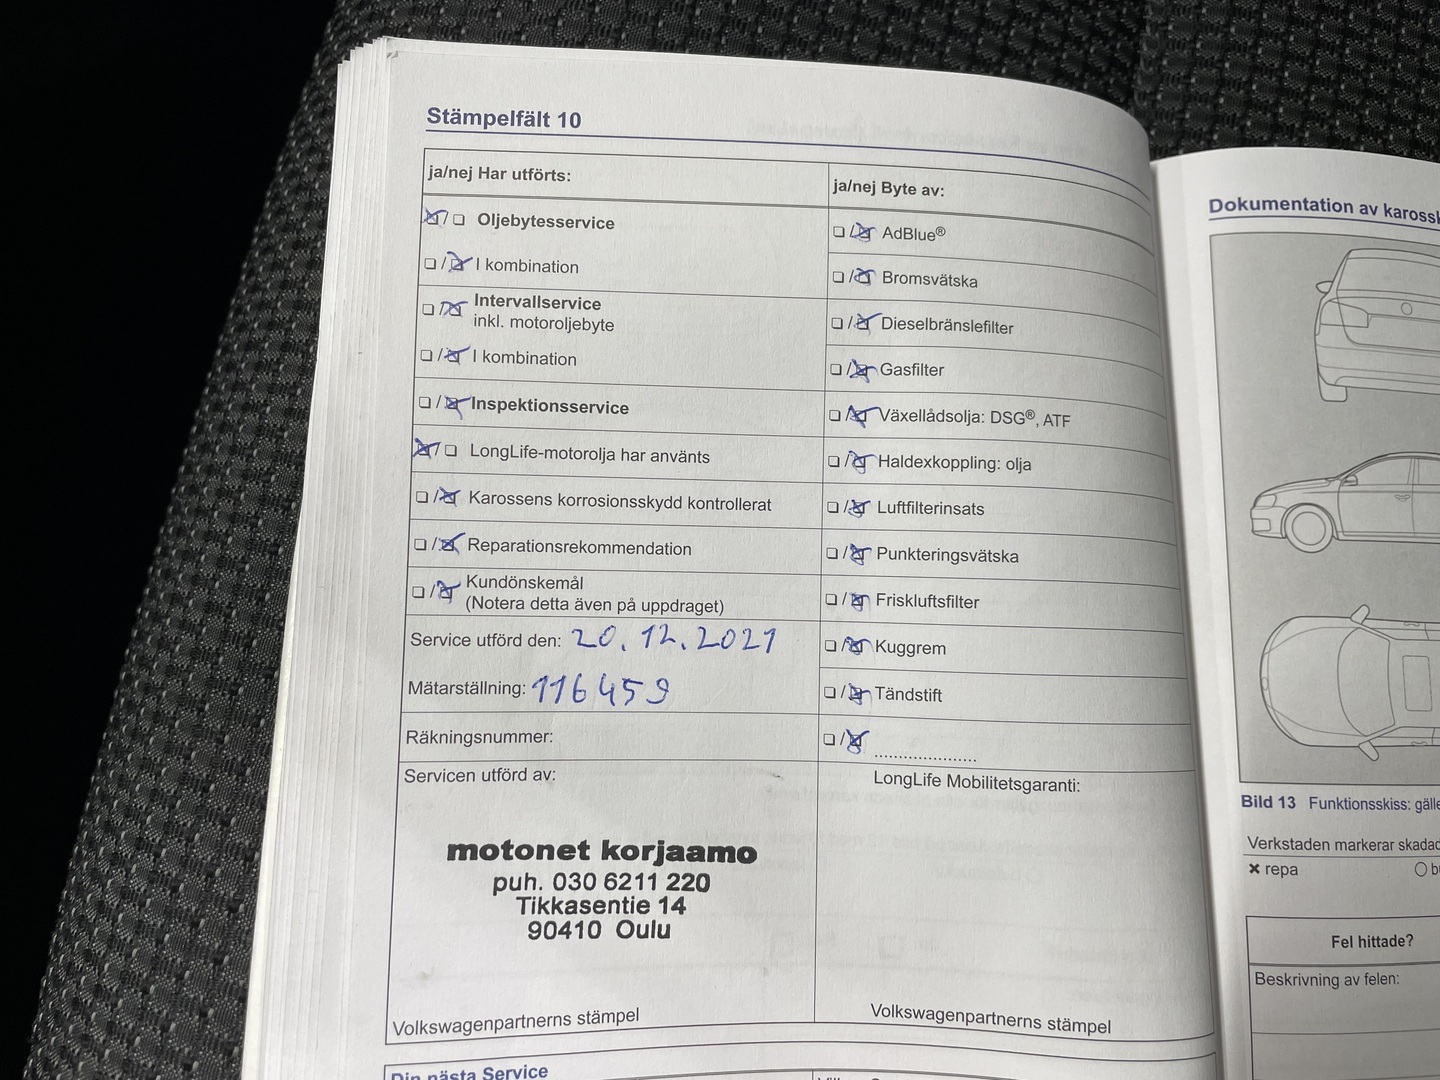 Stämpelfält 10
ja/nej Har utförts:
Oljebytesservice
I kombination
Intervallservice
inkl. motoroljebyte
I kombination
Inspektionsservice
LongLife-motorolja har använts
Karossens korrosionsskydd kontrollerat
Reparationsrekommendation
Kundönskemål
(Notera detta även på uppdraget)
Service utförd den: 20.12.2021
Mätarställning: 116459
Räkningsnummer:
Servicen utförd av:
motonet korjaamo
puh. 030 6211 220
Tikkasentie 14
90410 Oulu
Volkswagenpartnerns stämpel
ja/nej Byte av:
AdBlue®
Bromsvätska
Dieselbränslefilter
Gasfilter
Växellådsolja: DSG®, ATF
Haldexkoppling: olja
Luftfilterinsats
Punkteringsvätska
Friskluftsfilter
Kuggrem
Tändstift
LongLife Mobilitetsgaranti:
Volkswagenpartnerns stämpel
Din nästa Service
Dokumentation av
Bild 13 Funktionsskiss:
Verkstaden markerar
repa
Fel hittade?
Beskrivning av felen: